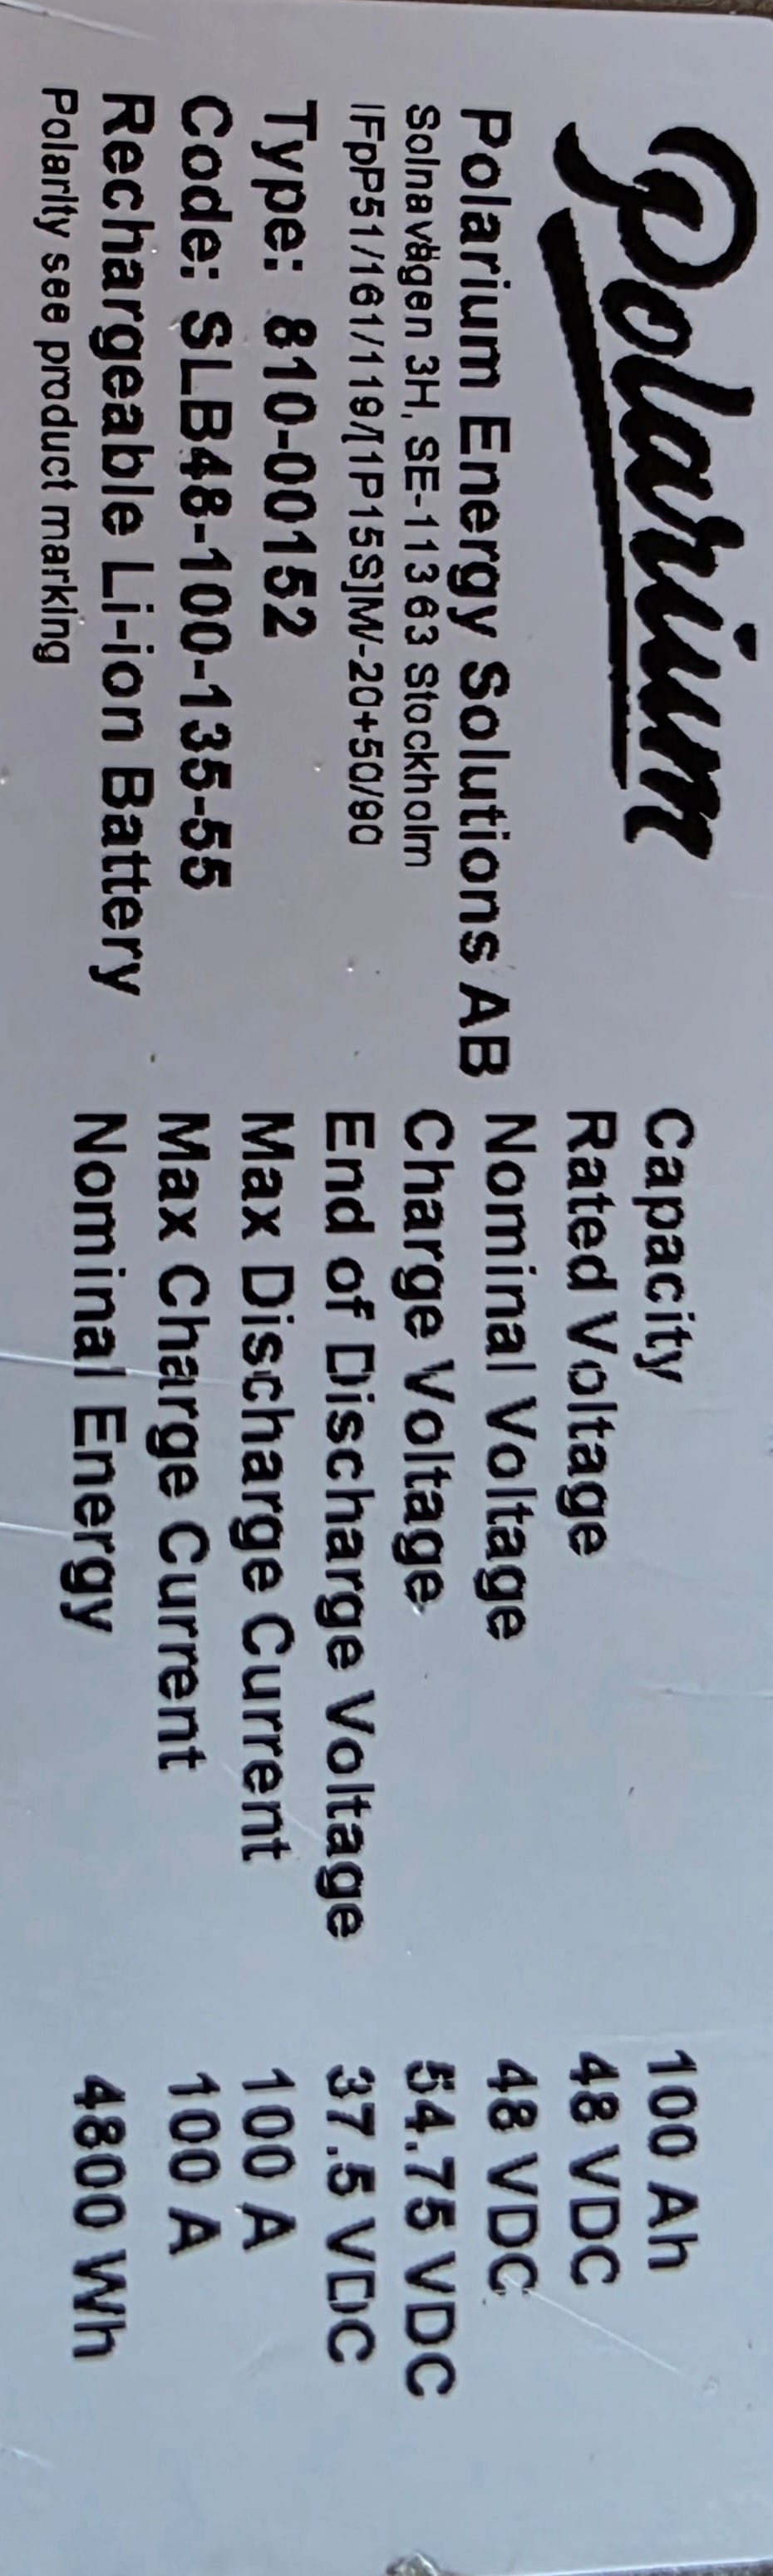 Polarium
Polarium Energy Solutions AB
Solnavägen 3H, SE-11363 Stockholm
IFpP51/161/119/[1P15S]M/-20+50/90
Type: 810-00152
Code: SLB48-100-135-55
Rechargeable Li-ion Battery
Polarity see product marking
Capacity 100 Ah
Rated Voltage 48 VDC
Nominal Voltage 48 VDC
Charge Voltage 54.75 VDC
End of Discharge Voltage 37.5 VDC
Max Discharge Current 100 A
Max Charge Current 100 A
Nominal Energy 4800 Wh